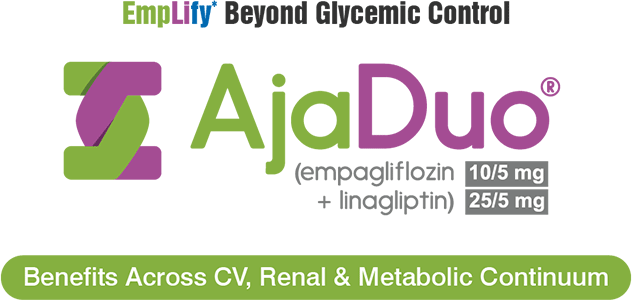 EmpLify* Beyond Glycemic Control
AjaDuo®
(empagliflozin 10/5 mg
+ linagliptin) 25/5 mg
Benefits Across CV, Renal & Metabolic Continuum